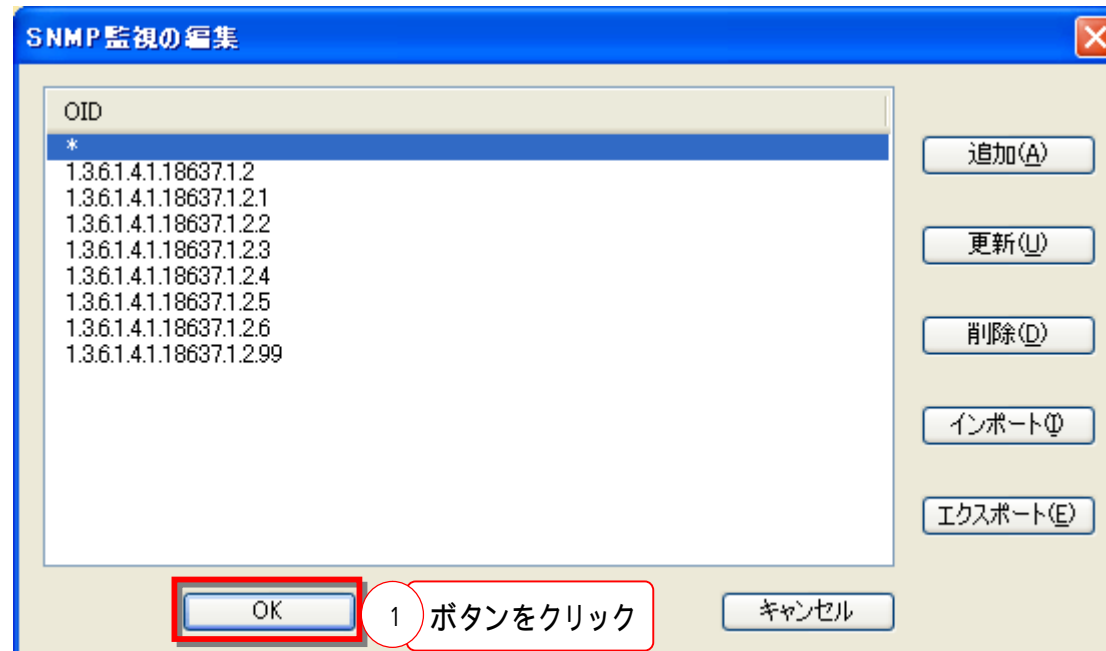 SNMP監視の編集
OID
*
1.3.6.1.4.1.18637.1.2
1.3.6.1.4.1.18637.1.2.1
1.3.6.1.4.1.18637.1.2.2
1.3.6.1.4.1.18637.1.2.3
1.3.6.1.4.1.18637.1.2.4
1.3.6.1.4.1.18637.1.2.5
1.3.6.1.4.1.18637.1.2.6
1.3.6.1.4.1.18637.1.2.99
追加(A)
更新(U)
削除(D)
インポート(I)
エクスポート(E)
OK
1 ボタンをクリック
キャンセル